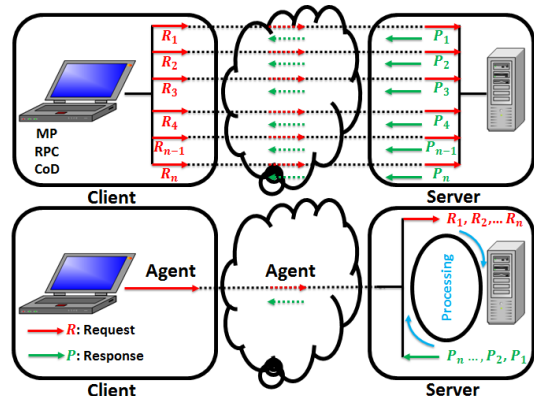 R₁
P₁
R₂
P₂
R₃
P₃
R₄
P₄
MP
RPC
CoD
Rₙ₋₁
Pₙ₋₁
Rₙ
Pₙ
Client
Server
R₁, R₂,... Rₙ
Agent
Agent
Processing
R: Request
P: Response
Pₙ ..., P₂, P₁
Client
Server